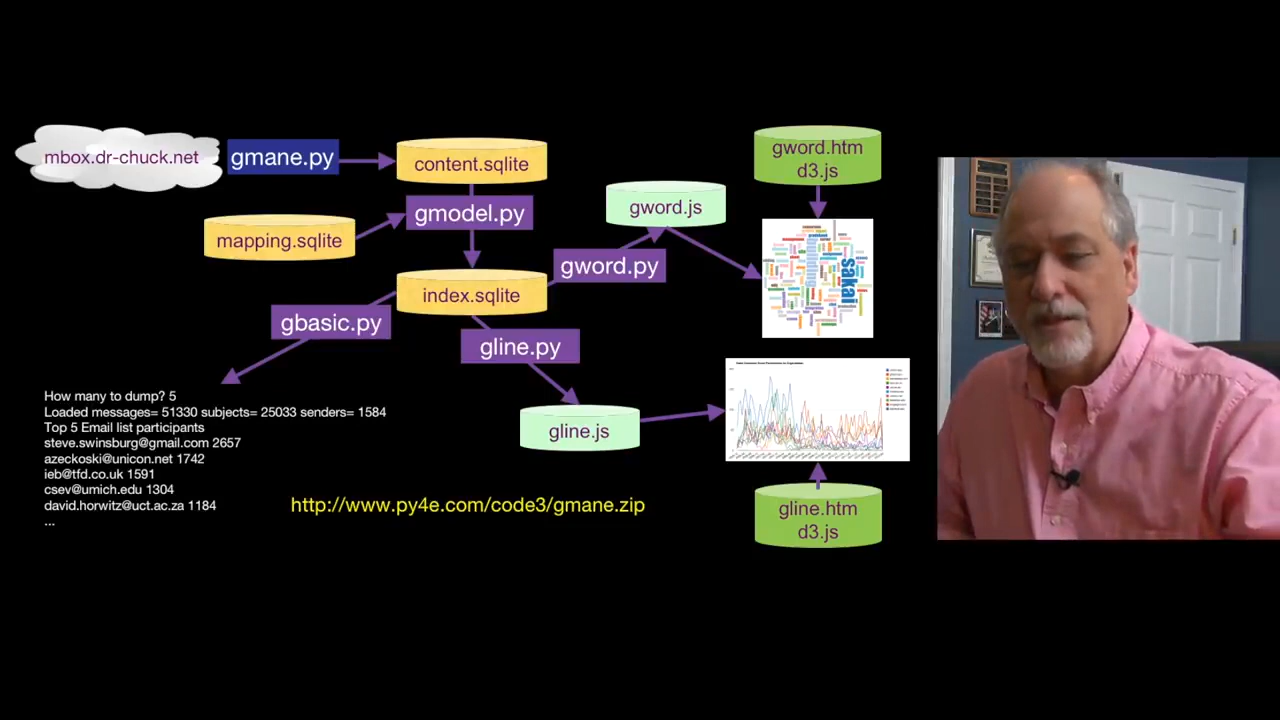 mbox.dr-chuck.net
gmane.py
content.sqlite
gword.htm
d3.js
mapping.sqlite
gmodel.py
gword.js
index.sqlite
gword.py
sakai
gbasic.py
gline.py
How many to dump? 5
Loaded messages= 51330 subjects= 25033 senders= 1584
Top 5 Email list participants
steve.swinsburg@gmail.com 2657
azeckoski@unicon.net 1742
ieb@tfd.co.uk 1591
csev@umich.edu 1304
david.horwitz@uct.ac.za 1184
...
gline.js
http://www.py4e.com/code3/gmane.zip
gline.htm
d3.js